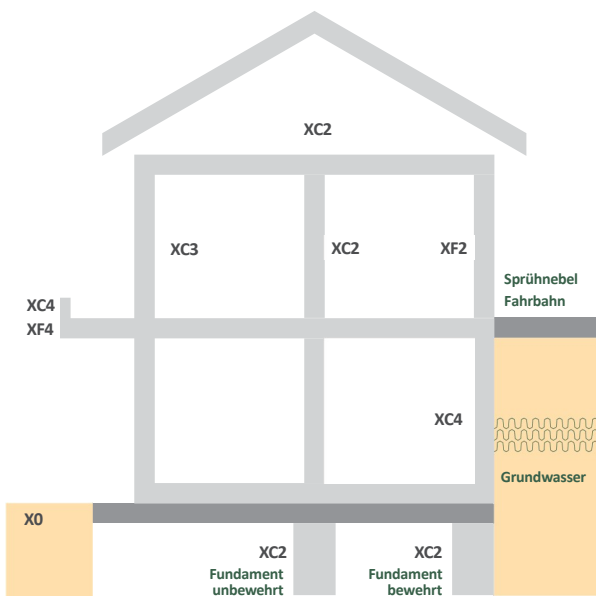 XC2
XC3
XC2
XF2
Sprühnebel
Fahrbahn
XC4
XF4
XC4
Grundwasser
X0
XC2
Fundament
unbewehrt
XC2
Fundament
bewehrt